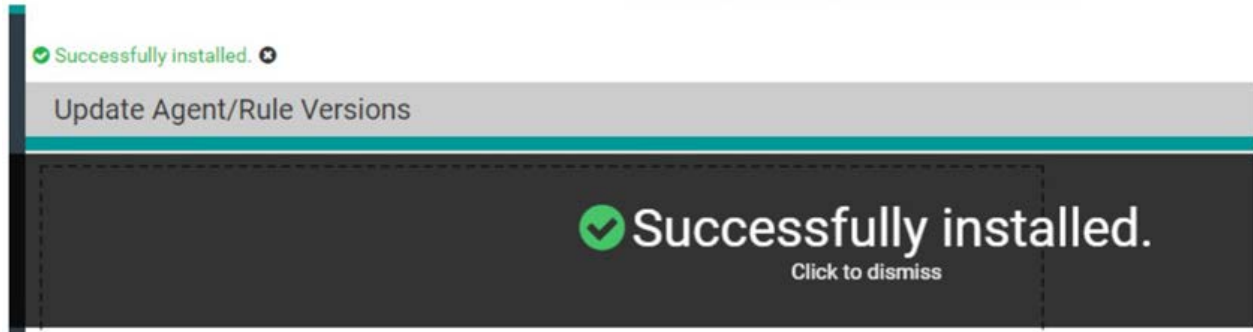 Successfully installed.
Update Agent/Rule Versions
Successfully installed.
Click to dismiss